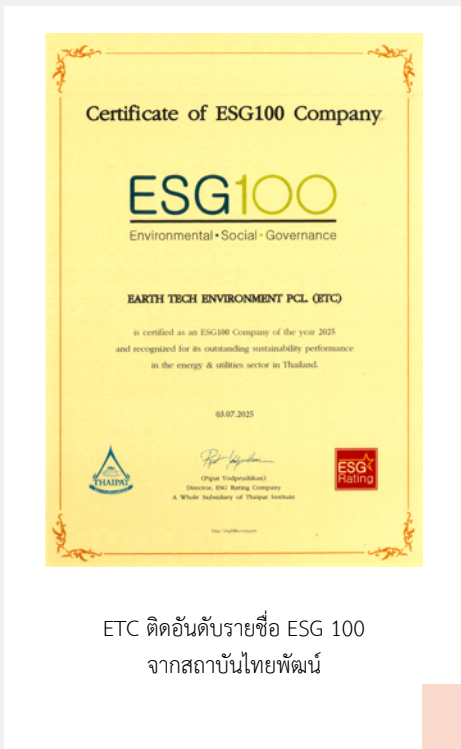 Certificate of ESG100 Company
ESG100
Environmental • Social • Governance
EARTH TECH ENVIRONMENT PCL. (ETC)
is certified as an ESG100 Company of the year 2025
and recognized for its outstanding sustainability performance
in the energy & utilities sector in Thailand.
03.07.2025
THAIPAT
(Pipat Yodprudtikan)
Director, ESG Rating Company
A Whole Subsidiary of Thaipat Institute
ESG
Rating
ETC ติดอันดับรายชื่อ ESG 100
จากสถาบันไทยพัฒน์